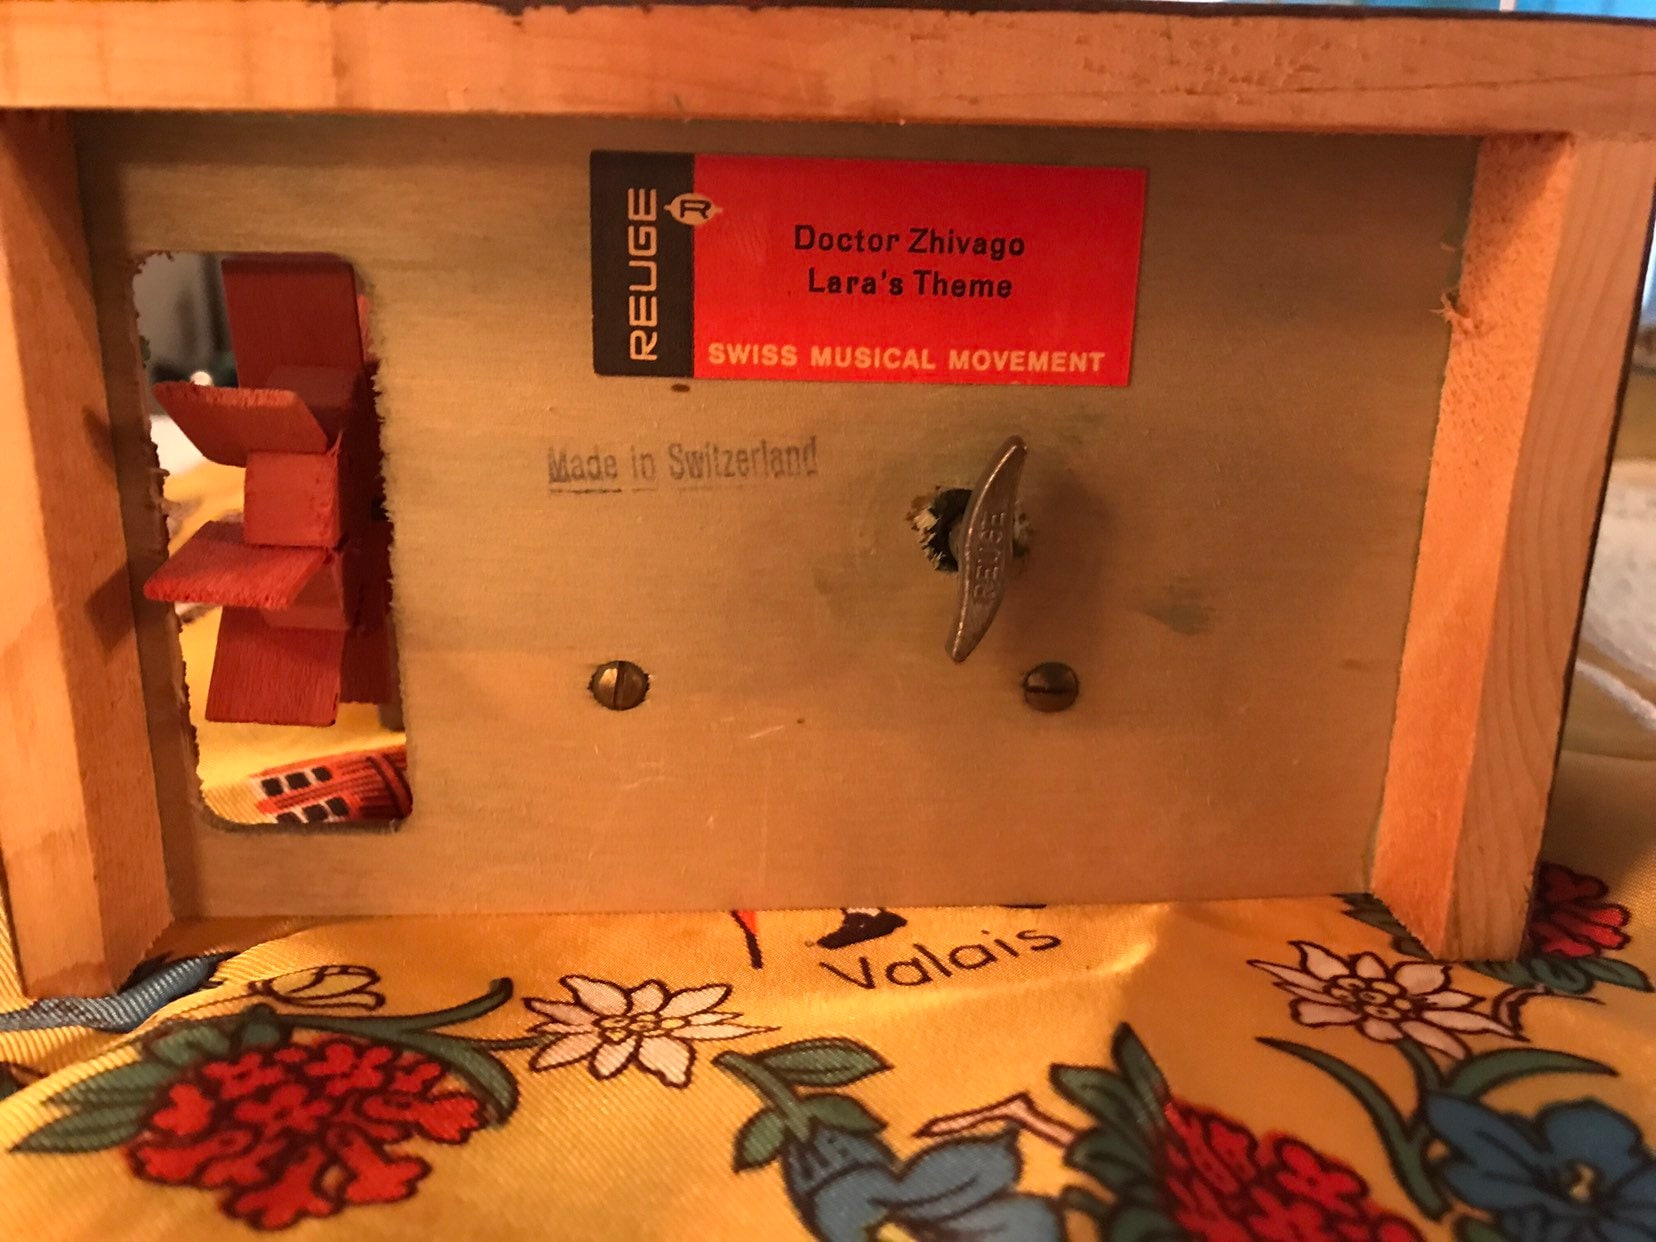 REUGE
R
Doctor Zhivago
Lara's Theme
SWISS MUSICAL MOVEMENT
Made in Switzerland
REUGE
Valais